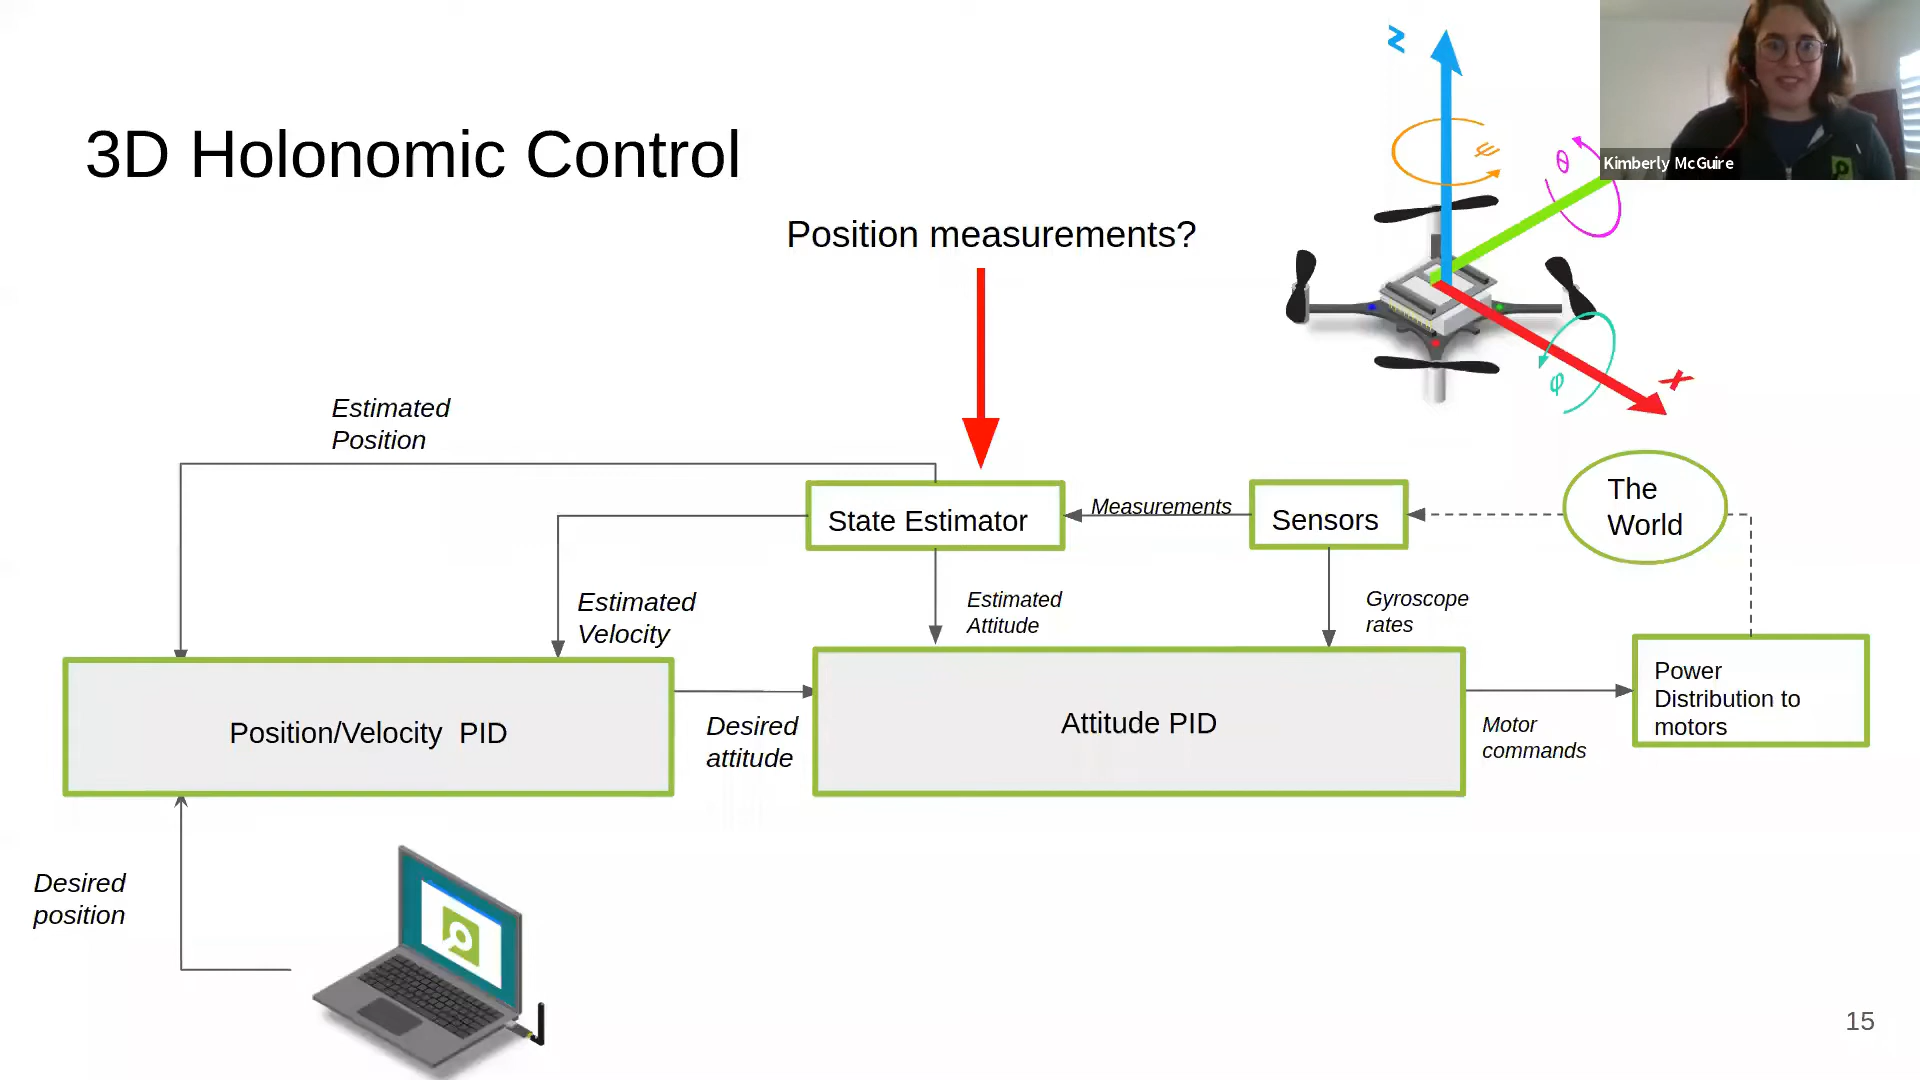 Z
ψ
θ
Kimberly McGuire
3D Holonomic Control
Position measurements?
φ
X
Estimated
Position
State Estimator
Measurements
Sensors
The
World
Estimated
Velocity
Estimated
Attitude
Gyroscope
rates
Position/Velocity  PID
Desired
attitude
Attitude PID
Motor
commands
Power
Distribution to
motors
Desired
position
15